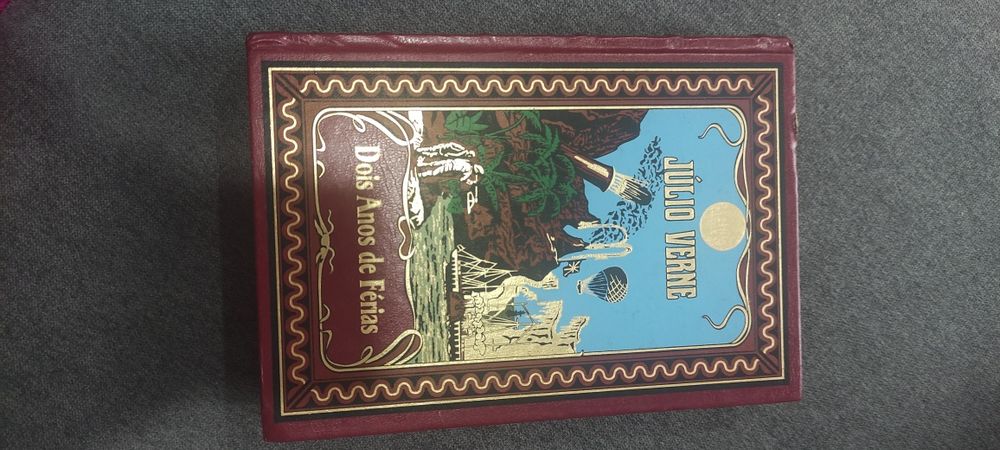 JÚLIO VERNE
Dois Anos de Férias